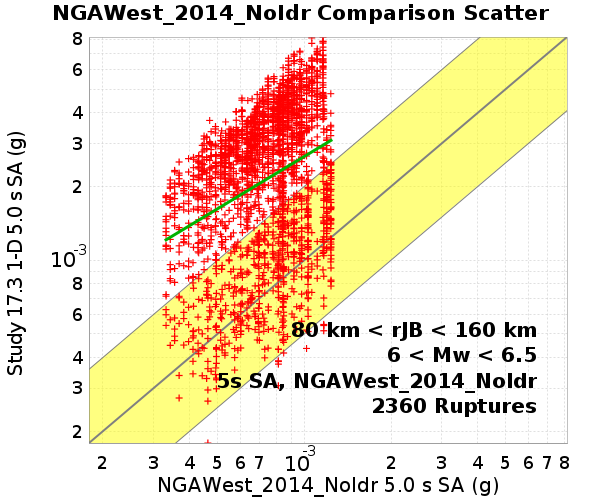 NGAWest_2014_NoIdr Comparison Scatter
8
6
4
3
2
10-3
8
6
4
3
2
Study 17.3 1-D 5.0 s SA (g)
80 km < rJB < 160 km
6 < Mw < 6.5
5s SA, NGAWest_2014_NoIdr
2360 Ruptures
2 3 4 5 6 7 10-3 2 3 4 5 6 7 8
NGAWest_2014_NoIdr 5.0 s SA (g)